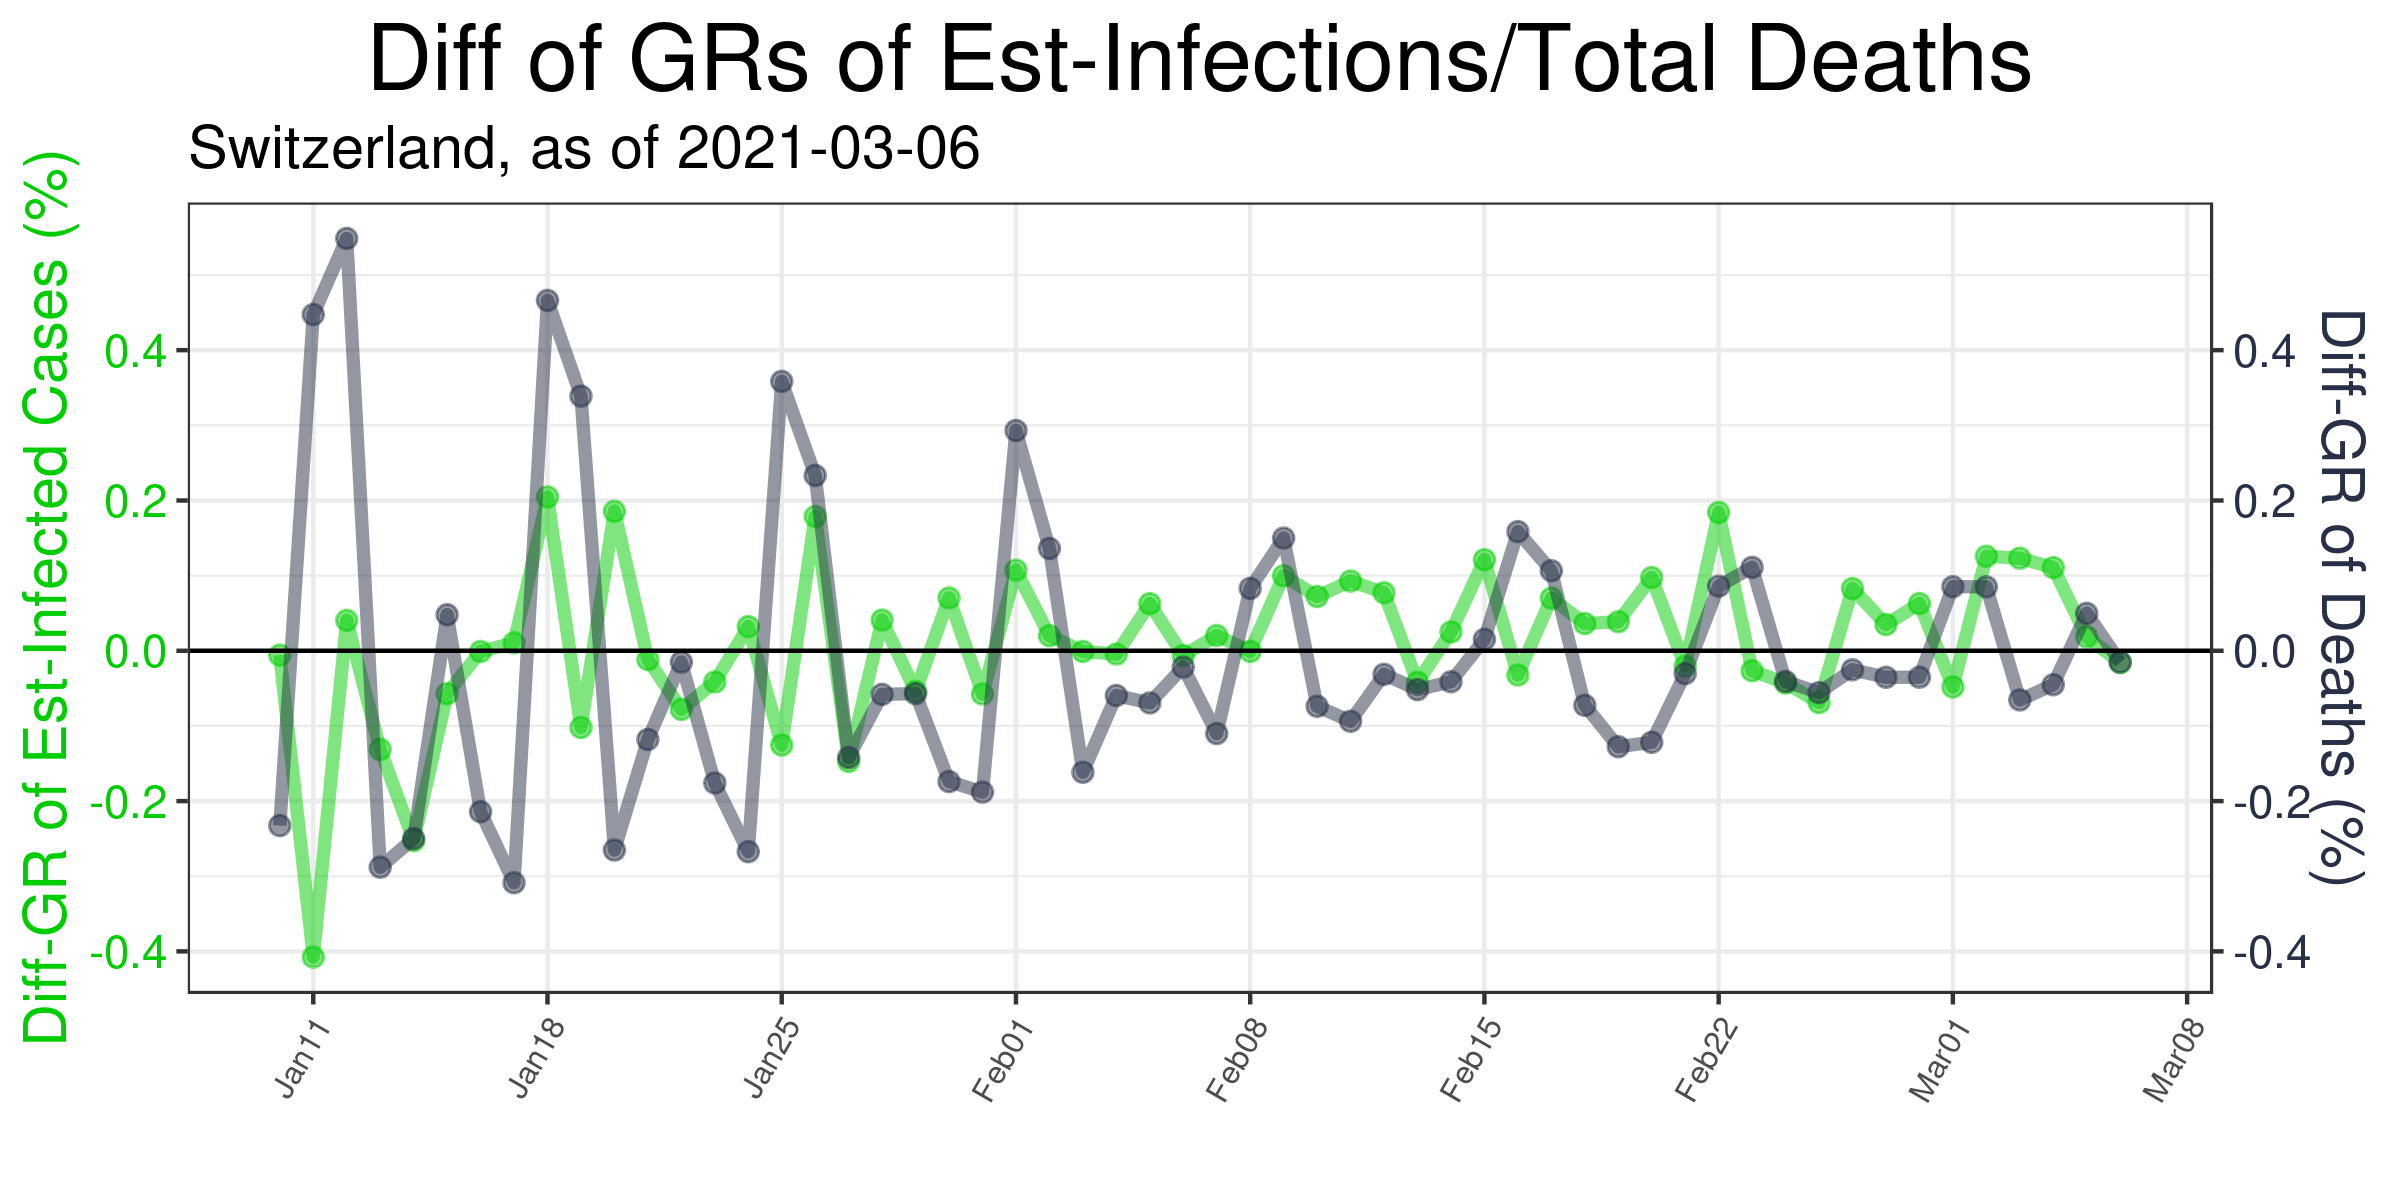 Diff of GRs of Est-Infections/Total Deaths
Switzerland, as of 2021-03-06
Diff-GR of Est-Infected Cases (%)
0.4
0.2
0.0
-0.2
-0.4
0.4
0.2
0.0
-0.2
-0.4
Diff-GR of Deaths (%)
Jan11
Jan18
Jan25
Feb01
Feb08
Feb15
Feb22
Mar01
Mar08